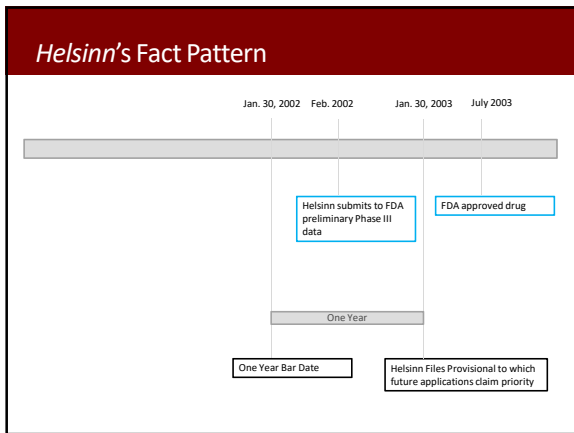 Helsinn's Fact Pattern
Jan. 30, 2002 Feb. 2002 Jan. 30, 2003 July 2003
Helsinn submits to FDA
preliminary Phase III
data
FDA approved drug
One Year
One Year Bar Date
Helsinn Files Provisional to which
future applications claim priority